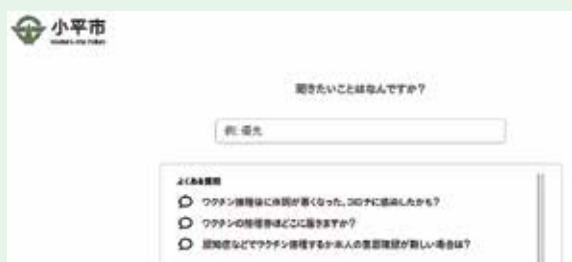 小平市
聞きたいことはなんですか?
例: 優先
よくある質問
ワクチン接種後に体調が悪くなった、コロナに感染したかも?
ワクチンの接種券はどこに届きますか?
認知症などでワクチン接種するか本人の意思確認が難しい場合は?